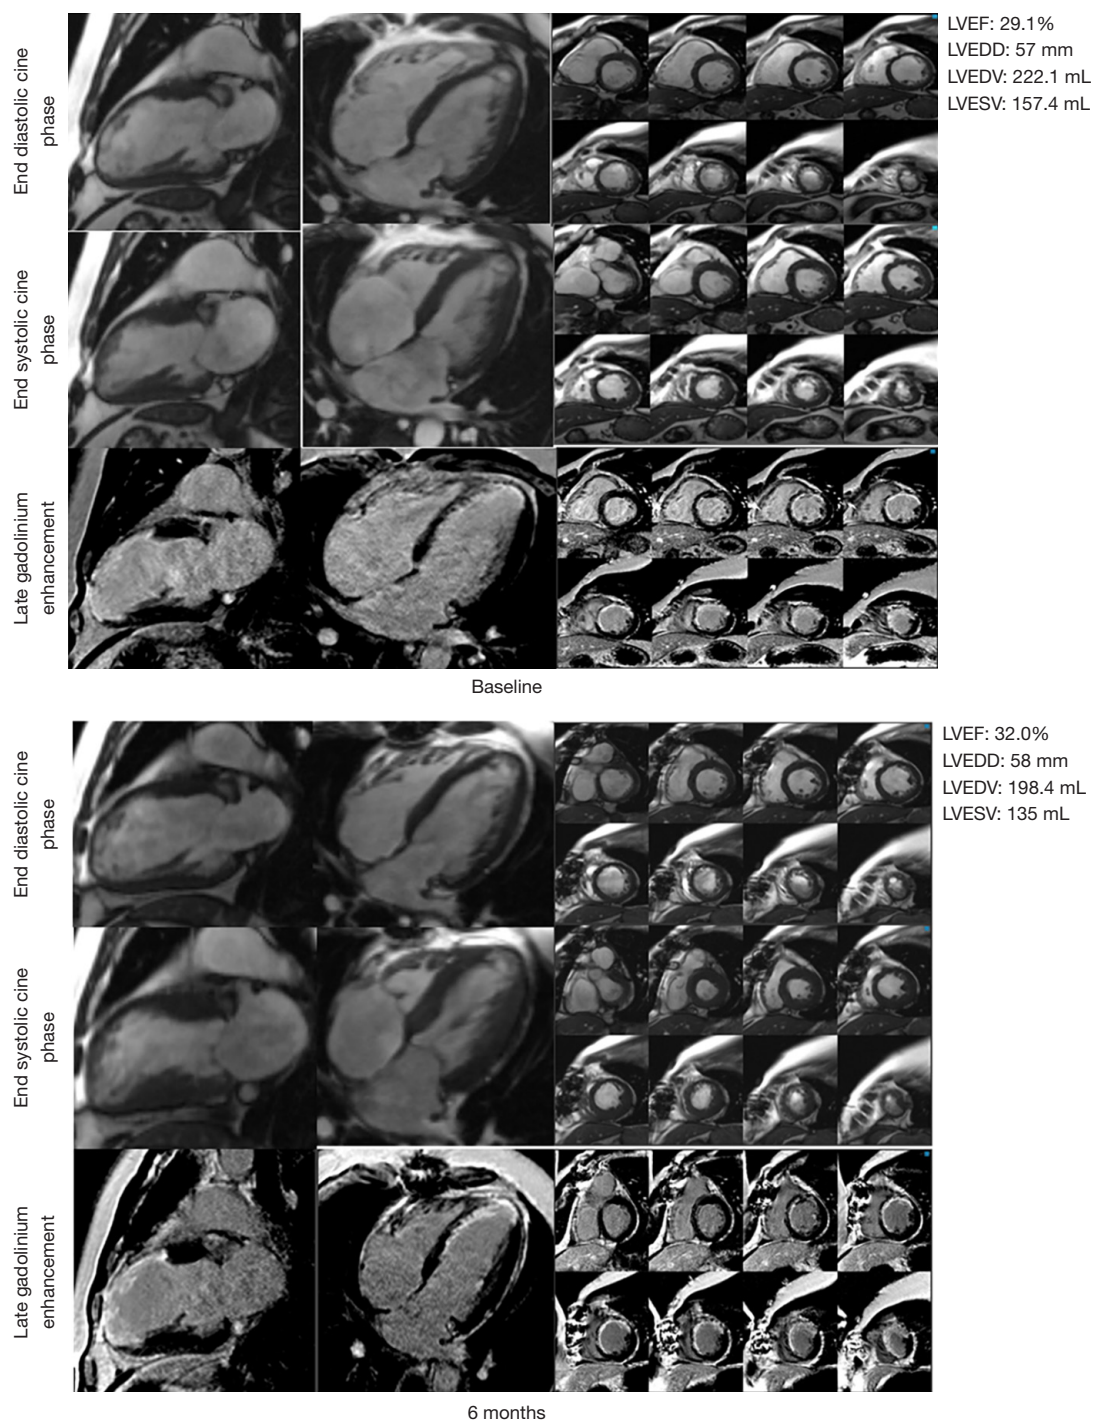 End diastolic cine
phase
LVEF: 29.1%
LVEDD: 57 mm
LVEDV: 222.1 mL
LVESV: 157.4 mL
End systolic cine
phase
Late gadolinium
enhancement
Baseline
End diastolic cine
phase
LVEF: 32.0%
LVEDD: 58 mm
LVEDV: 198.4 mL
LVESV: 135 mL
End systolic cine
phase
Late gadolinium
enhancement
6 months